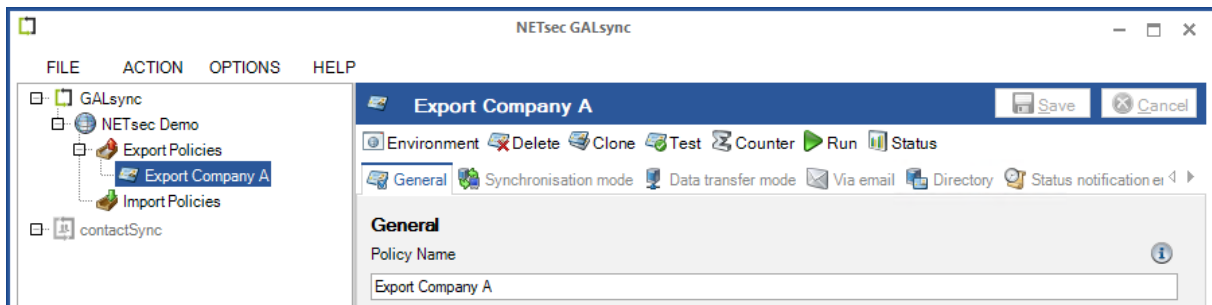 NETsec GALsync
FILE ACTION OPTIONS HELP
GALsync
NETsec Demo
Export Policies
Export Company A
Import Policies
contactSync
Export Company A
Save Cancel
Environment Delete Clone Test Counter Run Status
General Synchronisation mode Data transfer mode Via email Directory Status notification
General
Policy Name
Export Company A